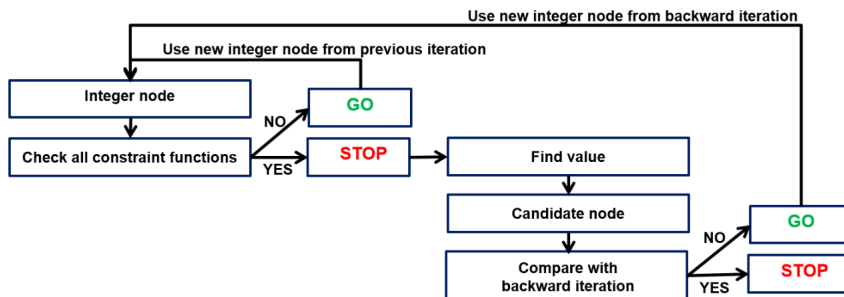 Use new integer node from backward iteration
Use new integer node from previous iteration
Integer node
GO
NO
Check all constraint functions
STOP
YES
Find value
Candidate node
GO
NO
Compare with
backward iteration
STOP
YES